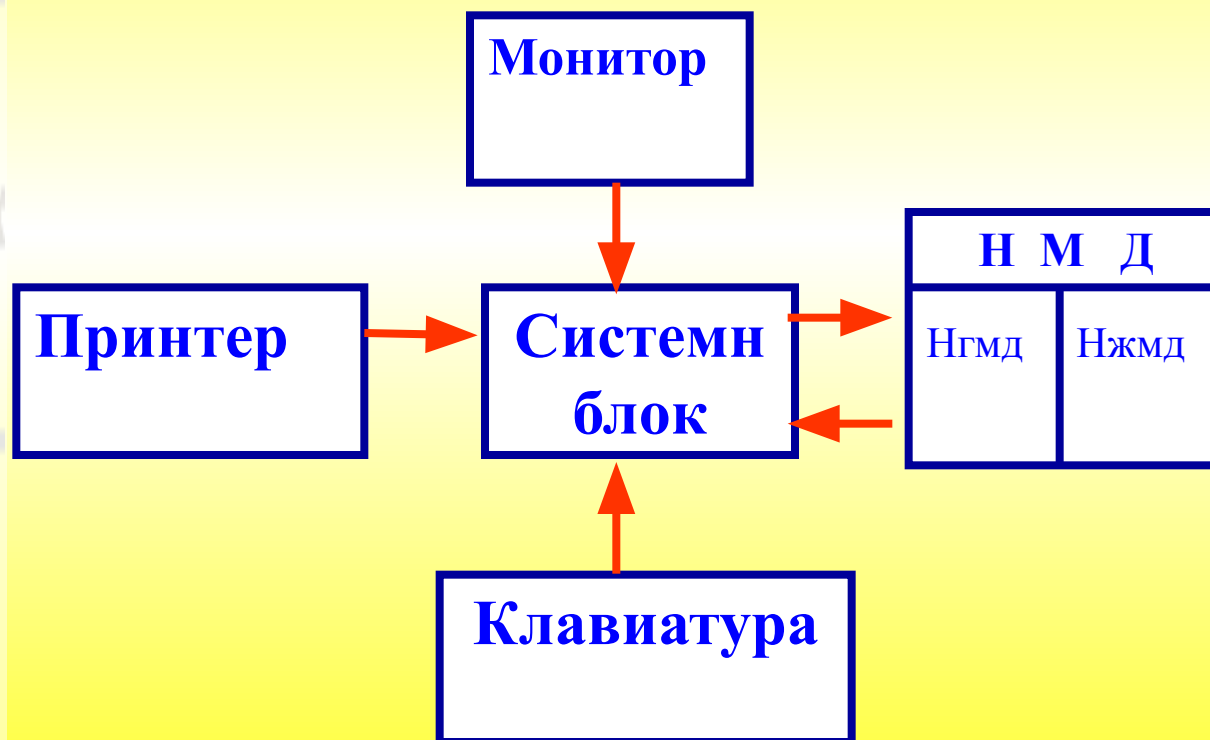 Монитор
Н М Д
Принтер
Системн
блок
Нгмд
Нжмд
Клавиатура